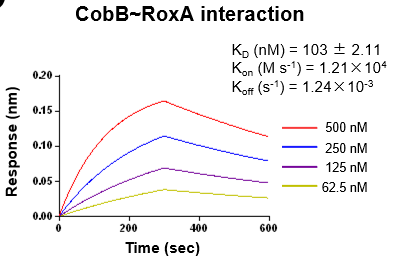 CobB~RoxA interaction
K_D (nM) = 103 ± 2.11
K_on (M s⁻¹) = 1.21×10⁴
K_off (s⁻¹) = 1.24×10⁻³
Response (nm)
0.20
0.15
0.10
0.05
0.00
0
200
400
600
Time (sec)
500 nM
250 nM
125 nM
62.5 nM